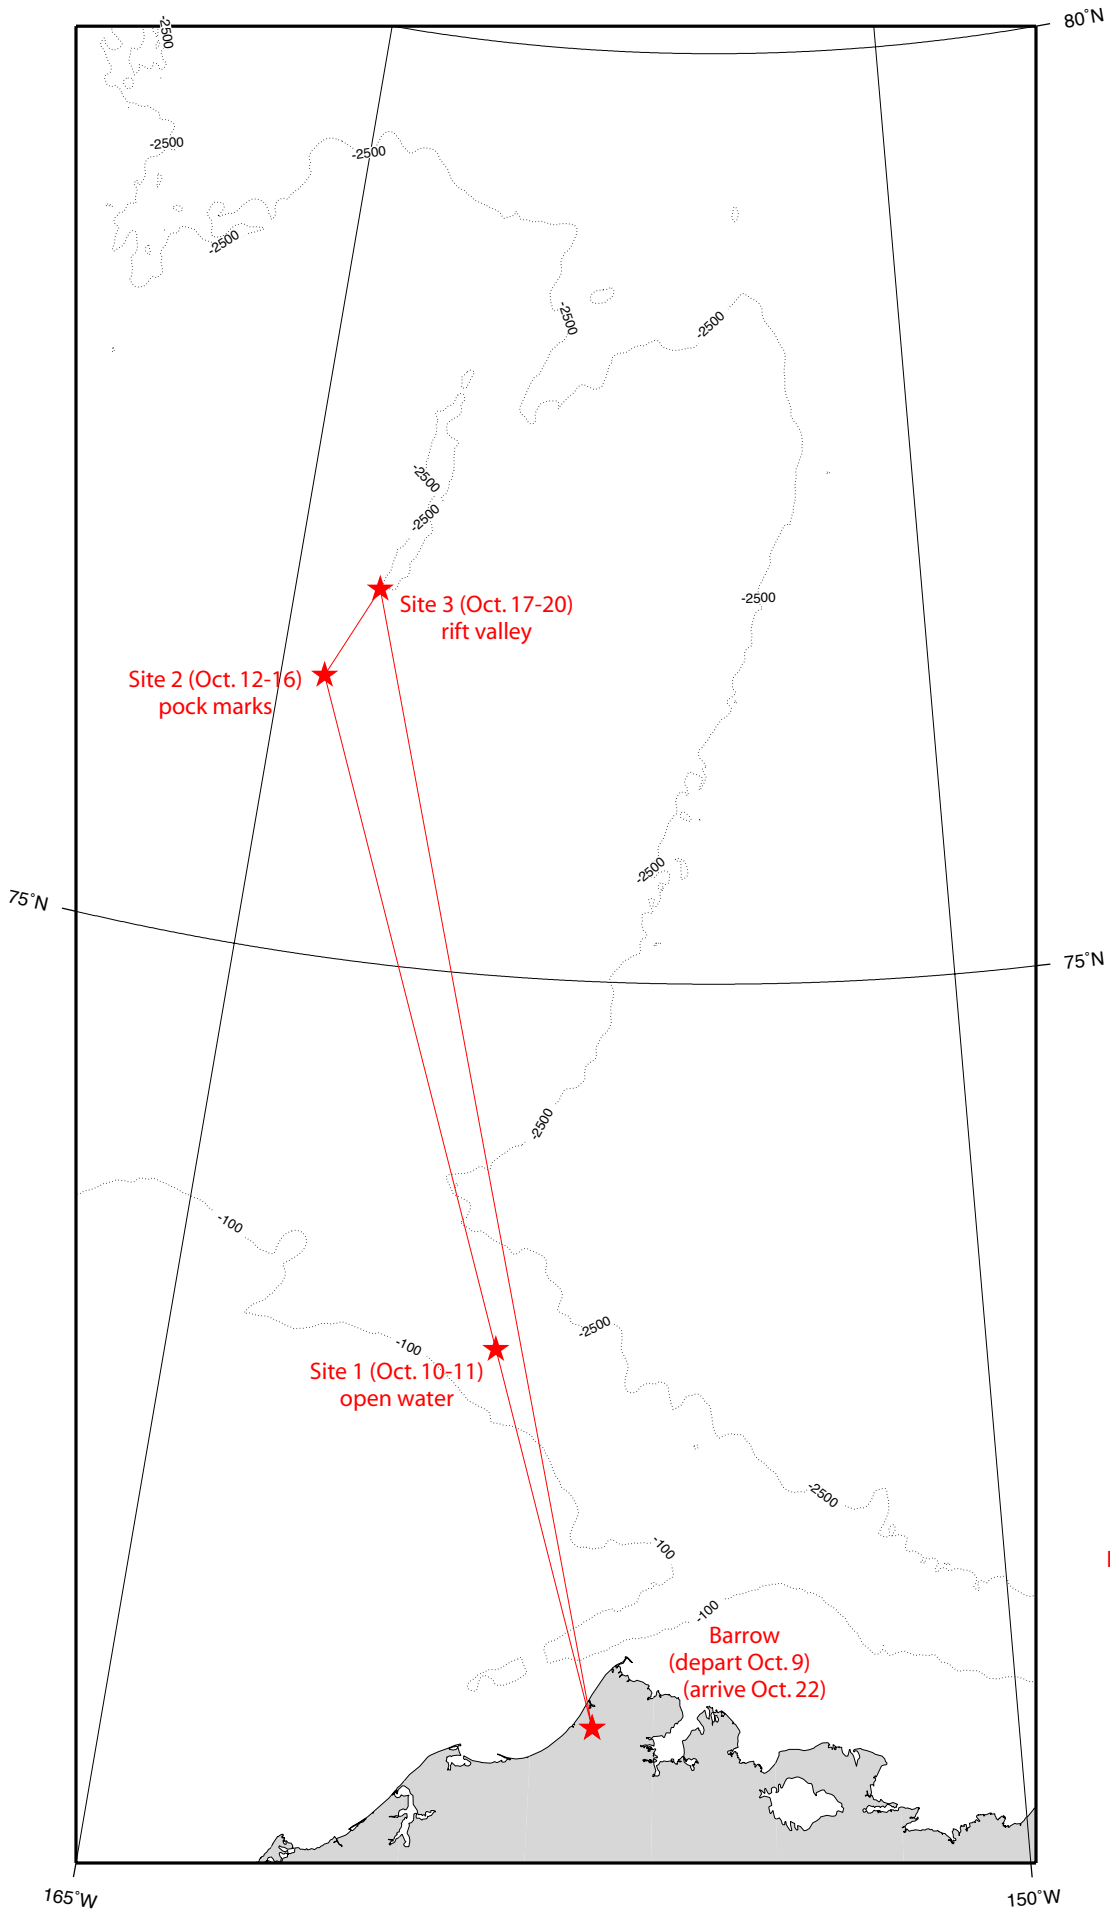 80°N
-2500
-2500
-2500
-2500
-2500
-2500
-2500
-2500
-2500
Site 3 (Oct. 17-20)
rift valley
Site 2 (Oct. 12-16)
pock marks
-2500
75°N
75°N
-2500
-100
-2500
-100
Site 1 (Oct. 10-11)
open water
-2500
-100
-100
Barrow
(depart Oct. 9)
(arrive Oct. 22)
165°W
150°W